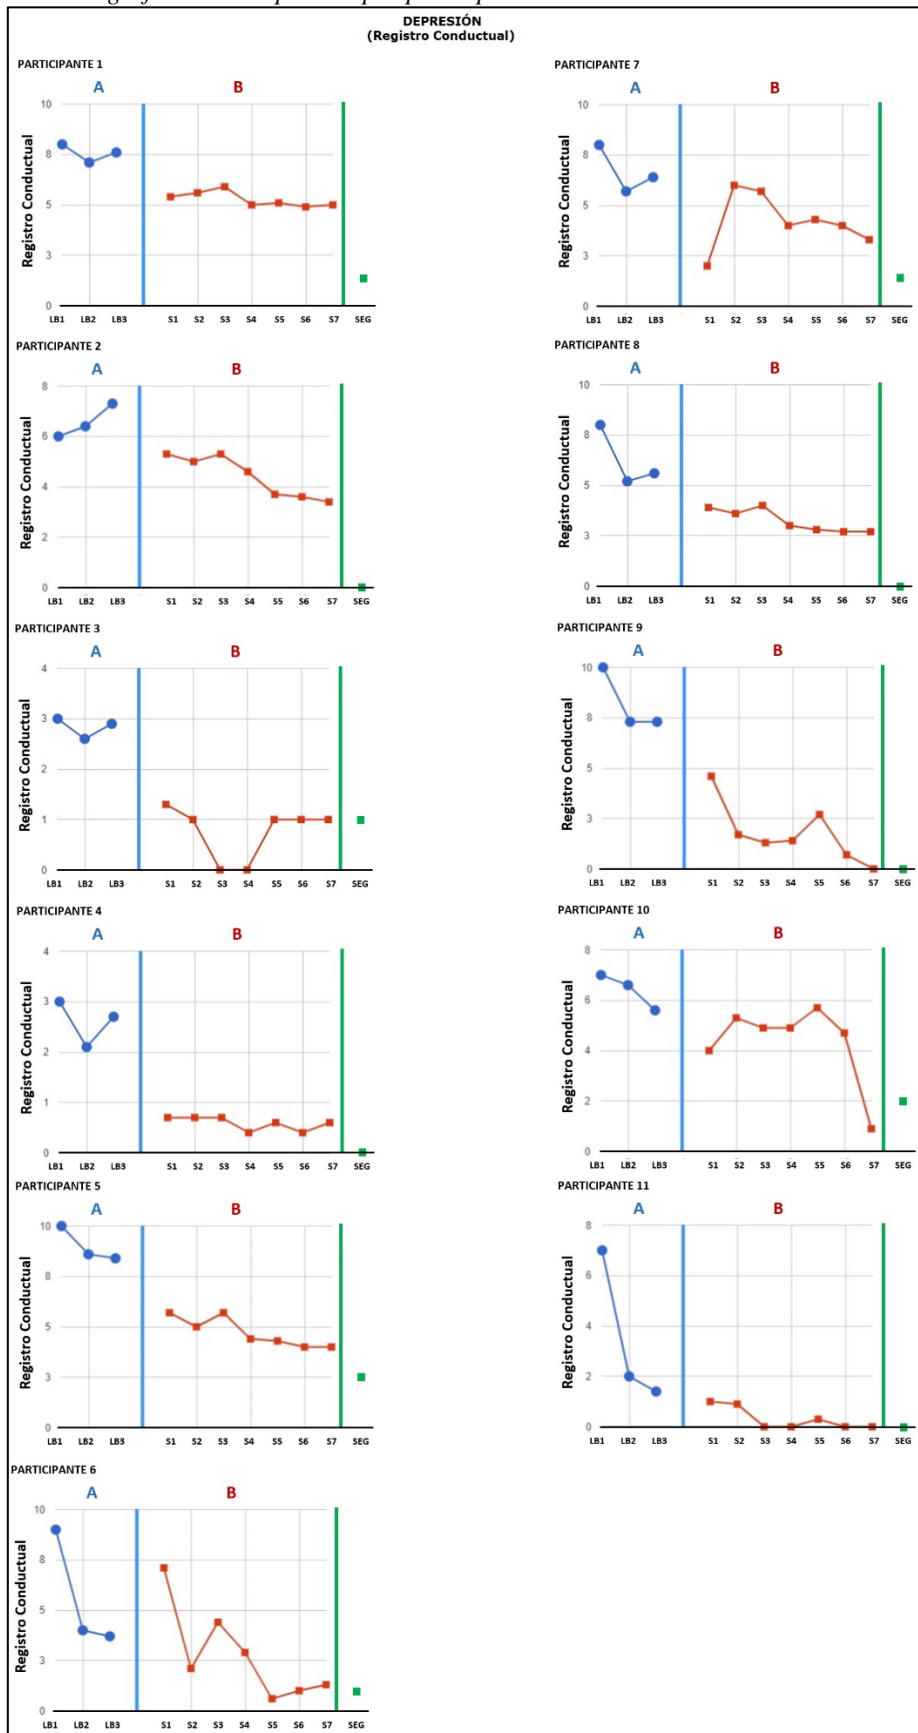 DEPRESIÓN
(Registro Conductual)
PARTICIPANTE 1
A B
Registro Conductual
10
8
5
3
0
LB1 LB2 LB3 S1 S2 S3 S4 S5 S6 S7 SEG
PARTICIPANTE 2
A B
Registro Conductual
8
6
4
2
0
LB1 LB2 LB3 S1 S2 S3 S4 S5 S6 S7 SEG
PARTICIPANTE 3
A B
Registro Conductual
4
3
2
1
0
LB1 LB2 LB3 S1 S2 S3 S4 S5 S6 S7 SEG
PARTICIPANTE 4
A B
Registro Conductual
4
3
2
1
0
LB1 LB2 LB3 S1 S2 S3 S4 S5 S6 S7 SEG
PARTICIPANTE 5
A B
Registro Conductual
10
8
5
3
0
LB1 LB2 LB3 S1 S2 S3 S4 S5 S6 S7 SEG
PARTICIPANTE 6
A B
Registro Conductual
10
8
5
3
0
LB1 LB2 LB3 S1 S2 S3 S4 S5 S6 S7 SEG
PARTICIPANTE 7
A B
Registro Conductual
10
8
5
3
0
LB1 LB2 LB3 S1 S2 S3 S4 S5 S6 S7 SEG
PARTICIPANTE 8
A B
Registro Conductual
10
8
5
3
0
LB1 LB2 LB3 S1 S2 S3 S4 S5 S6 S7 SEG
PARTICIPANTE 9
A B
Registro Conductual
10
8
5
3
0
LB1 LB2 LB3 S1 S2 S3 S4 S5 S6 S7 SEG
PARTICIPANTE 10
A B
Registro Conductual
8
6
4
2
0
LB1 LB2 LB3 S1 S2 S3 S4 S5 S6 S7 SEG
PARTICIPANTE 11
A B
Registro Conductual
8
6
4
2
0
LB1 LB2 LB3 S1 S2 S3 S4 S5 S6 S7 SEG